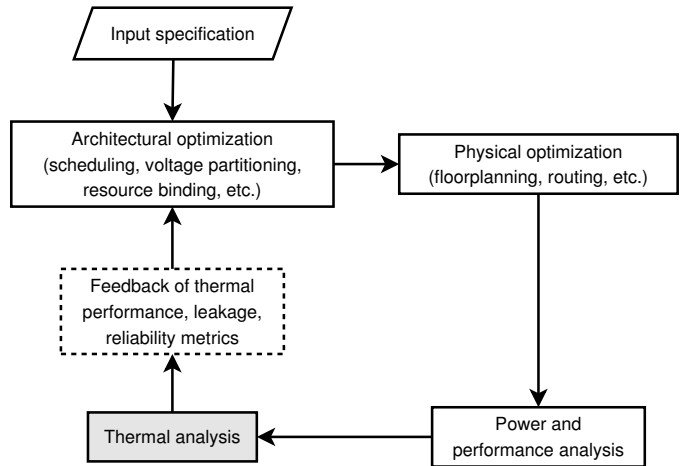 Input specification
Architectural optimization
(scheduling, voltage partitioning,
resource binding, etc.)
Physical optimization
(floorplanning, routing, etc.)
Feedback of thermal
performance, leakage,
reliability metrics
Thermal analysis
Power and
performance analysis